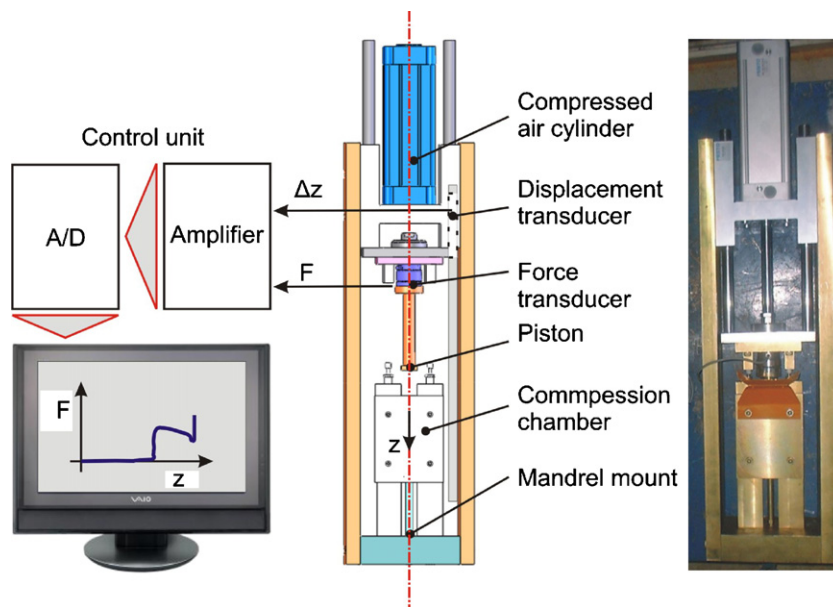 Control unit
A/D
Amplifier
Δz
F
Compressed
air cylinder
Displacement
transducer
Force
transducer
Piston
Commpession
chamber
Mandrel mount
z
F
z
VAIO